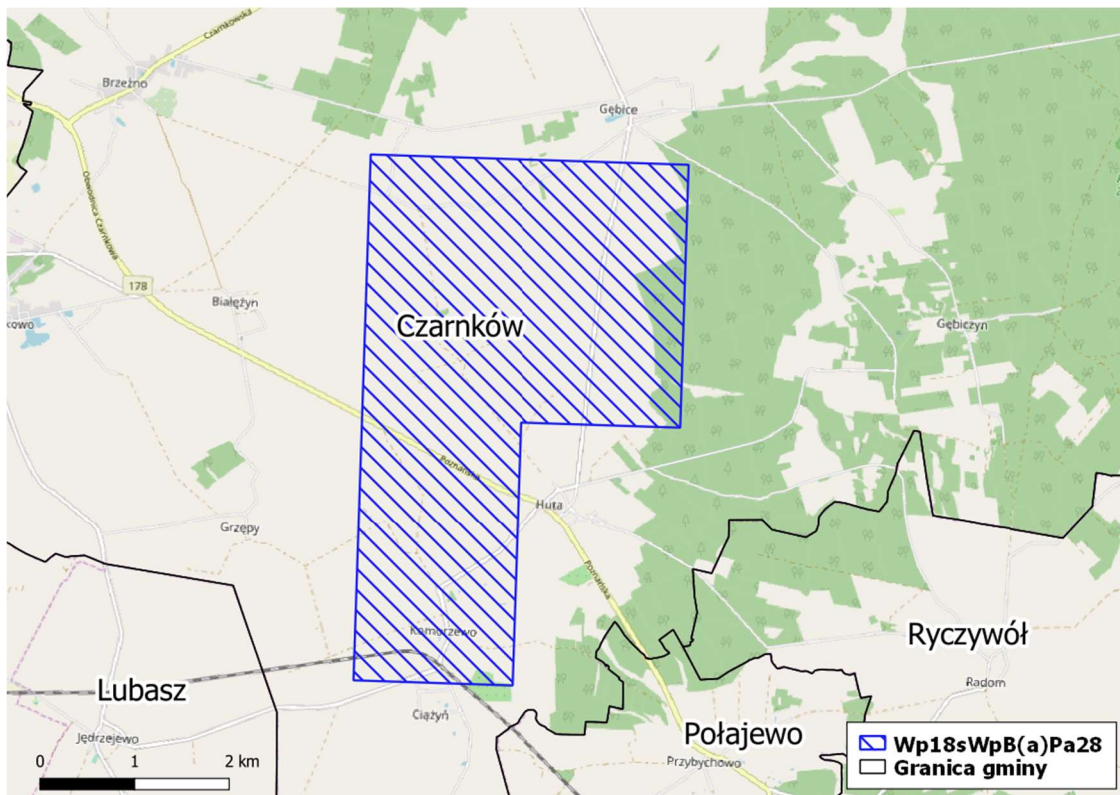 Czarnkowska
Brzeźno
Gębice
Obwodnica Czarnkowa
178
Białężyn
kowo
Czarnków
Gębiczyn
Poznańska
Huta
Grzępy
Poznańska
Komorzewo
Ryczywół
Lubasz
Radom
Ciążyń
Jędrzejewo
Połajewo
Przybychowo
0 1 2 km
Wp18sWpB(a)Pa28
Granica gminy